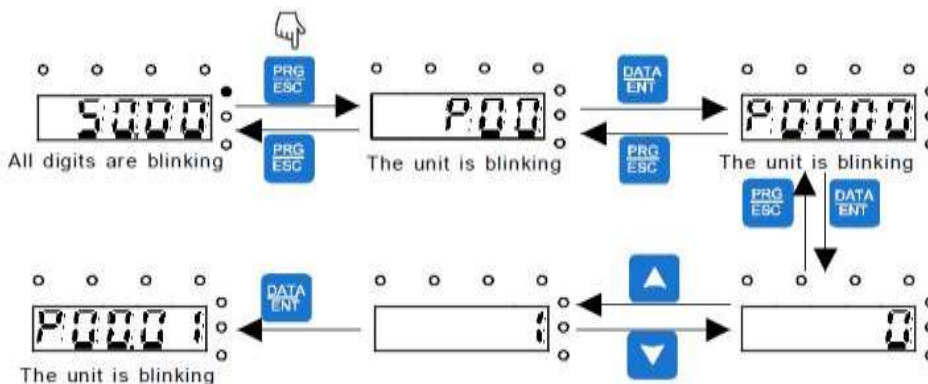 PRG
ESC
DATA
ENT
50.00
P00
P00.00
All digits are blinking
PRG
ESC
The unit is blinking
PRG
ESC
The unit is blinking
PRG
ESC
DATA
ENT
DATA
ENT
P00.01
1
0
The unit is blinking